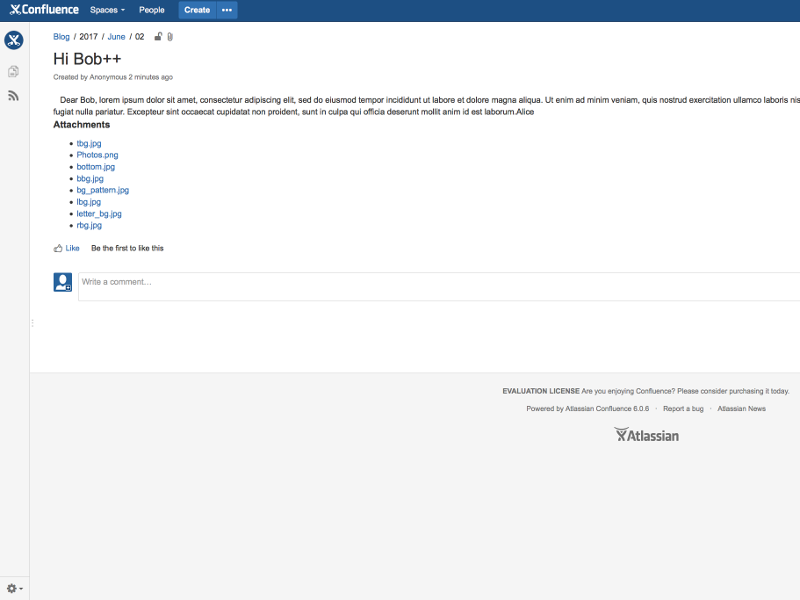 Confluence Spaces People Create •••
Blog / 2017 / June / 02
Hi Bob++
Created by Anonymous 2 minutes ago
Dear Bob, lorem ipsum dolor sit amet, consectetur adipiscing elit, sed do eiusmod tempor incididunt ut labore et dolore magna aliqua. Ut enim ad minim veniam, quis nostrud exercitation ullamco laboris nis
fugiat nulla pariatur. Excepteur sint occaecat cupidatat non proident, sunt in culpa qui officia deserunt mollit anim id est laborum.Alice
Attachments
• tbg.jpg
• Photos.png
• bottom.jpg
• bbg.jpg
• bg_pattern.jpg
• lbg.jpg
• letter_bg.jpg
• rbg.jpg
Like Be the first to like this
Write a comment…
EVALUATION LICENSE Are you enjoying Confluence? Please consider purchasing it today.
Powered by Atlassian Confluence 6.0.6 · Report a bug · Atlassian News
Atlassian